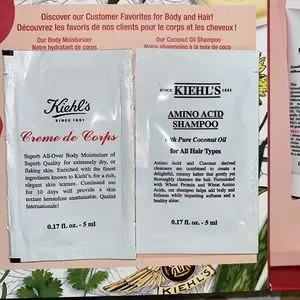 Discover our Customer Favorites for Body and Hair!
Découvrez les favoris de nos clients pour le corps et les cheveux !
Our Body Moisturizer
Notre hydratant de corps
Our Coconut Oil Shampoo
Notre shampooing à la noix de coco
Kiehl's
SINCE 1851
Creme de Corps
Superb All-Over Body Moisturizer of
Superb Quality for extremely dry, or
flaking skin. Enriched with the finest
ingredients known to Kiehl's, for a rich,
elegant skin texture. Continued use
for 10 days will provide a skin
texture heretofore unattainable. Quality
Internationale!
0.17 fl. oz. - 5 ml
SINCE KIEHL'S 1851
AMINO ACID
SHAMPOO
with Pure Coconut Oil
for All Hair Types
Amino Acid and Coconut derived
cleansers are combined to create a
delightful, creamy lather that gently yet
thoroughly cleanses the hair. Formulated
with Wheat Protein and Wheat Amino
Acids, our shampoo helps add body and
fullness while imparting softness and a
healthy shine.
0.17 fl. oz. - 5 ml
KIEHL'S